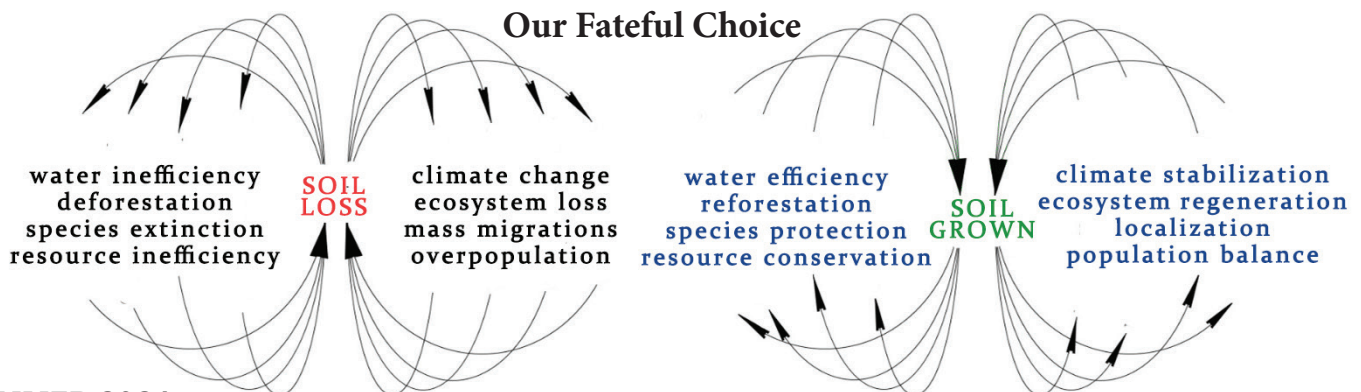 Our Fateful Choice
water inefficiency
deforestation
species extinction
resource inefficiency
SOIL
LOSS
climate change
ecosystem loss
mass migrations
overpopulation
water efficiency
reforestation
species protection
resource conservation
SOIL
GROWN
climate stabilization
ecosystem regeneration
localization
population balance